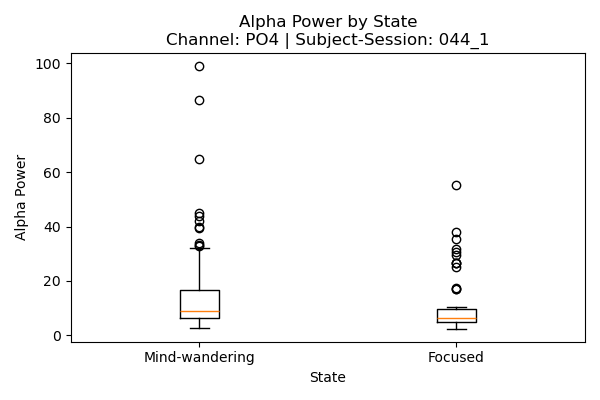 Alpha Power by State
Channel: PO4 | Subject-Session: 044_1
100
80
60
40
20
0
Alpha Power
Mind-wandering
Focused
State